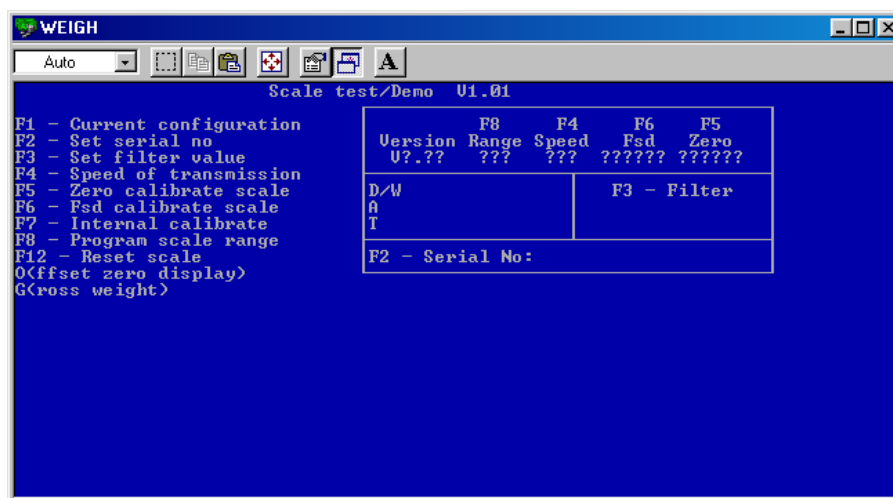 WEIGH
Auto
A
Scale test/Demo V1.01
F1 - Current configuration
F2 - Set serial no
F3 - Set filter value
F4 - Speed of transmission
F5 - Zero calibrate scale
F6 - Fsd calibrate scale
F7 - Internal calibrate
F8 - Program scale range
F12 - Reset scale
O(ffset zero display)
G(ross weight)
F8 F4 F6 F5
Version Range Speed Fsd Zero
V?.?? ??? ??? ?????? ??????
D/W
A
T
F3 - Filter
F2 - Serial No: